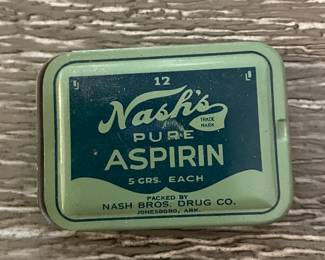 12
Nash's
TRADE
MARK
PURE
ASPIRIN
5 GRS. EACH
PACKED BY
NASH BROS. DRUG CO.
JONESBORO, ARK.